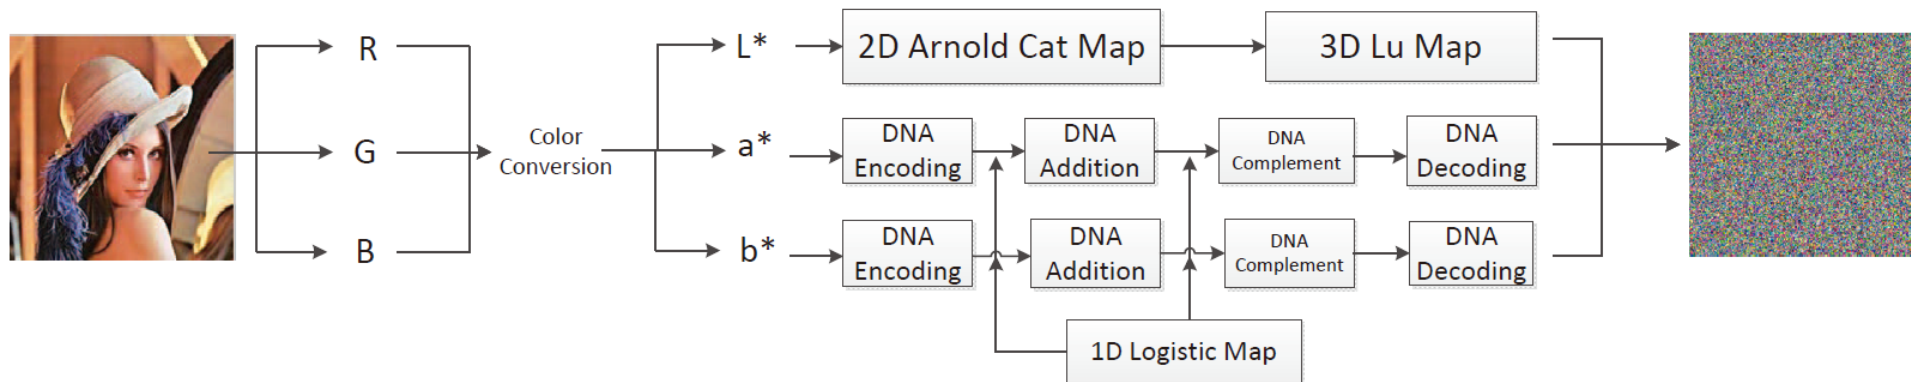 R
G
B
Color
Conversion
L*
2D Arnold Cat Map
3D Lu Map
a*
DNA
Encoding
DNA
Addition
DNA
Complement
DNA
Decoding
b*
DNA
Encoding
DNA
Addition
DNA
Complement
DNA
Decoding
1D Logistic Map